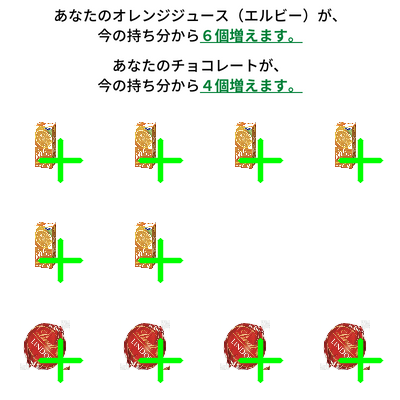 あなたのオレンジジュース（エルビー）が、
今の持ち分から６個増えます。
あなたのチョコレートが、
今の持ち分から４個増えます。